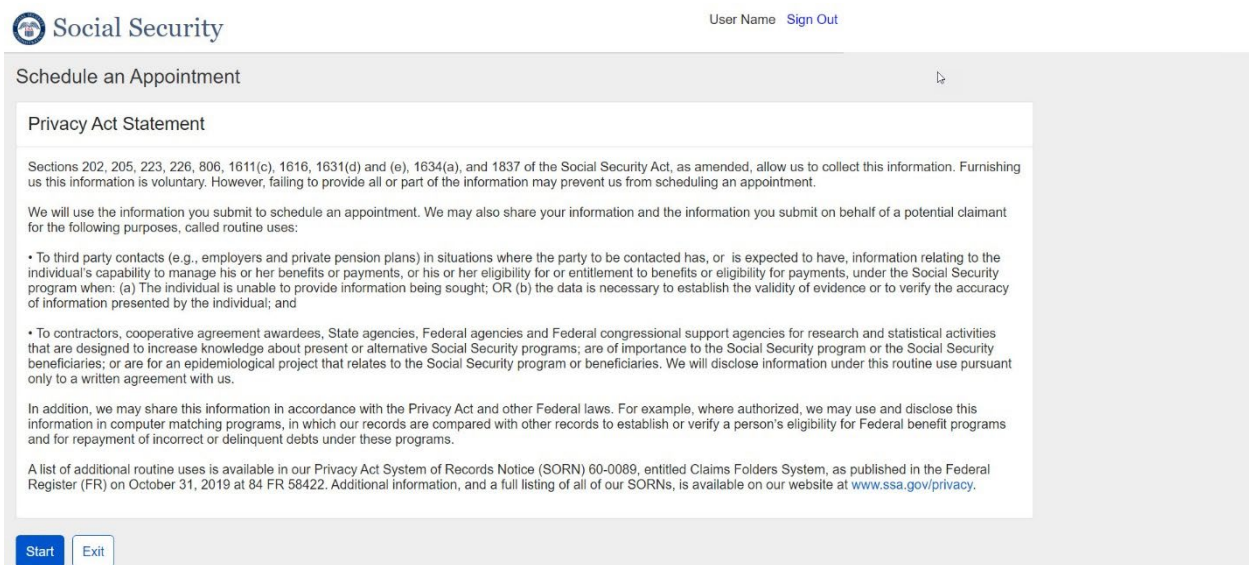 Social Security
User Name Sign Out
Schedule an Appointment
Privacy Act Statement
Sections 202, 205, 223, 226, 806, 1611(c), 1616, 1631(d) and (e), 1634(a), and 1837 of the Social Security Act, as amended, allow us to collect this information. Furnishing
us this information is voluntary. However, failing to provide all or part of the information may prevent us from scheduling an appointment.
We will use the information you submit to schedule an appointment. We may also share your information and the information you submit on behalf of a potential claimant
for the following purposes, called routine uses:
• To third party contacts (e.g., employers and private pension plans) in situations where the party to be contacted has, or is expected to have, information relating to the
individual's capability to manage his or her benefits or payments, or his or her eligibility for or entitlement to benefits or eligibility for payments, under the Social Security
program when: (a) The individual is unable to provide information being sought; OR (b) the data is necessary to establish the validity of evidence or to verify the accuracy
of information presented by the individual; and
• To contractors, cooperative agreement awardees, State agencies, Federal agencies and Federal congressional support agencies for research and statistical activities
that are designed to increase knowledge about present or alternative Social Security programs; are of importance to the Social Security program or the Social Security
beneficiaries; or are for an epidemiological project that relates to the Social Security program or beneficiaries. We will disclose information under this routine use pursuant
only to a written agreement with us.
In addition, we may share this information in accordance with the Privacy Act and other Federal laws. For example, where authorized, we may use and disclose this
information in computer matching programs, in which our records are compared with other records to establish or verify a person's eligibility for Federal benefit programs
and for repayment of incorrect or delinquent debts under these programs.
A list of additional routine uses is available in our Privacy Act System of Records Notice (SORN) 60-0089, entitled Claims Folders System, as published in the Federal
Register (FR) on October 31, 2019 at 84 FR 58422. Additional information, and a full listing of all of our SORNs, is available on our website at www.ssa.gov/privacy.
Start Exit